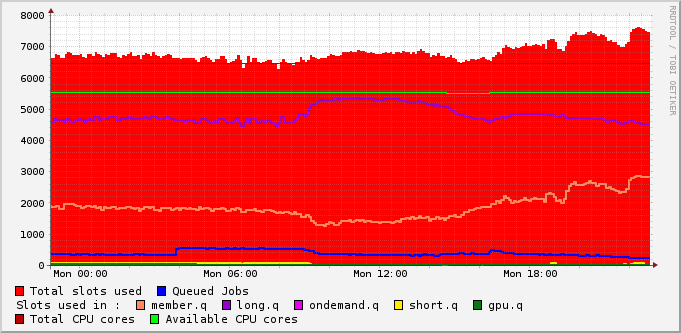 8000
7000
6000
5000
4000
3000
2000
1000
0
Mon 00:00 Mon 06:00 Mon 12:00 Mon 18:00
RRDTOOL / TOBI OETIKER
Total slots used Queued Jobs
Slots used in : member.q long.q ondemand.q short.q gpu.q
Total CPU cores Available CPU cores